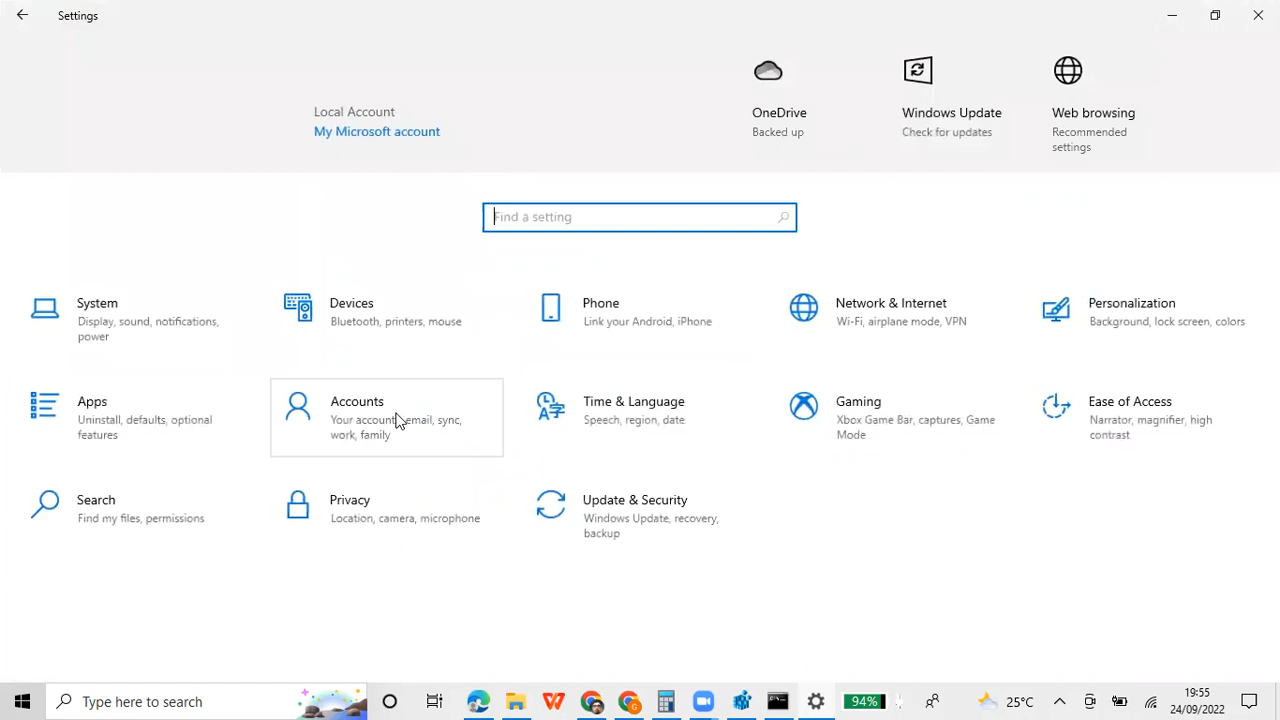 Settings
Local Account
My Microsoft account
OneDrive
Backed up
Windows Update
Check for updates
Web browsing
Recommended
settings
Find a setting
System
Display, sound, notifications,
power
Devices
Bluetooth, printers, mouse
Phone
Link your Android, iPhone
Network & Internet
Wi-Fi, airplane mode, VPN
Personalization
Background, lock screen, colors
Apps
Uninstall, defaults, optional
features
Accounts
Your accounts, email, sync,
work, family
Time & Language
Speech, region, date
Gaming
Xbox Game Bar, captures, Game
Mode
Ease of Access
Narrator, magnifier, high
contrast
Search
Find my files, permissions
Privacy
Location, camera, microphone
Update & Security
Windows Update, recovery,
backup
Type here to search
94%
25°C
19:55
24/09/2022